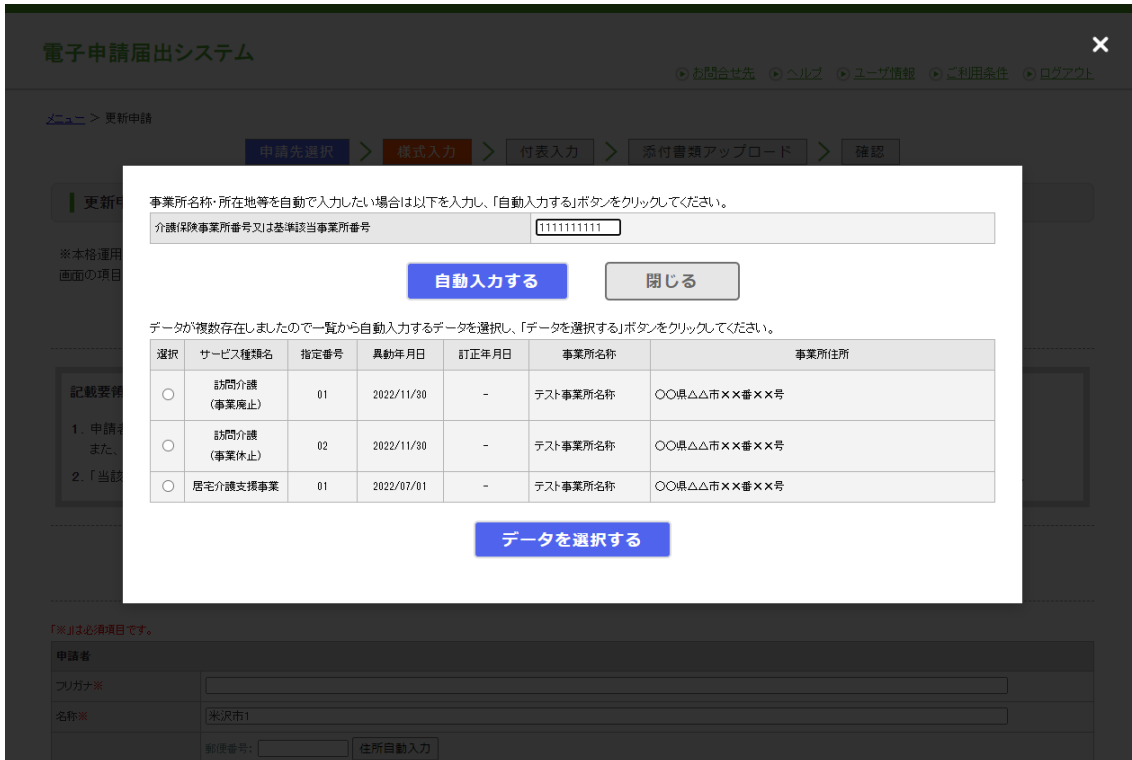 電子申請届出システム
お問合せ先 ヘルプ ユーザ情報 ご利用条件 ログアウト
メニュー > 更新申請
申請先選択 様式入力 付表入力 添付書類アップロード 確認
更新申
※本格運用
画面の項目
事業所名称・所在地等を自動で入力したい場合は以下を入力し、「自動入力する」ボタンをクリックしてください。
介護保険事業所番号又は基準該当事業所番号 1111111111
自動入力する 閉じる
データが複数存在しましたので一覧から自動入力するデータを選択し、「データを選択する」ボタンをクリックしてください。
選択 サービス種類名 指定番号 異動年月日 訂正年月日 事業所名称 事業所住所
訪問介護
(事業廃止) 01 2022/11/30 - テスト事業所名称 〇〇県△△市××番××号
訪問介護
(事業休止) 02 2022/11/30 - テスト事業所名称 〇〇県△△市××番××号
居宅介護支援事業 01 2022/07/01 - テスト事業所名称 〇〇県△△市××番××号
データを選択する
記載要領
1. 申請者
また、
2.「当該
「※」は必須項目です。
申請者
フリガナ※
名称※ 米沢市1
郵便番号: 住所自動入力